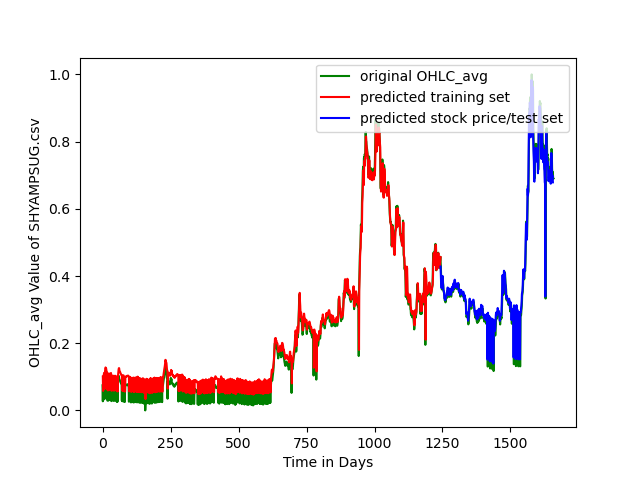 original OHLC_avg
predicted training set
predicted stock price/test set
OHLC_avg Value of SHYAMPSUG.csv
1.0
0.8
0.6
0.4
0.2
0.0
0 250 500 750 1000 1250 1500
Time in Days